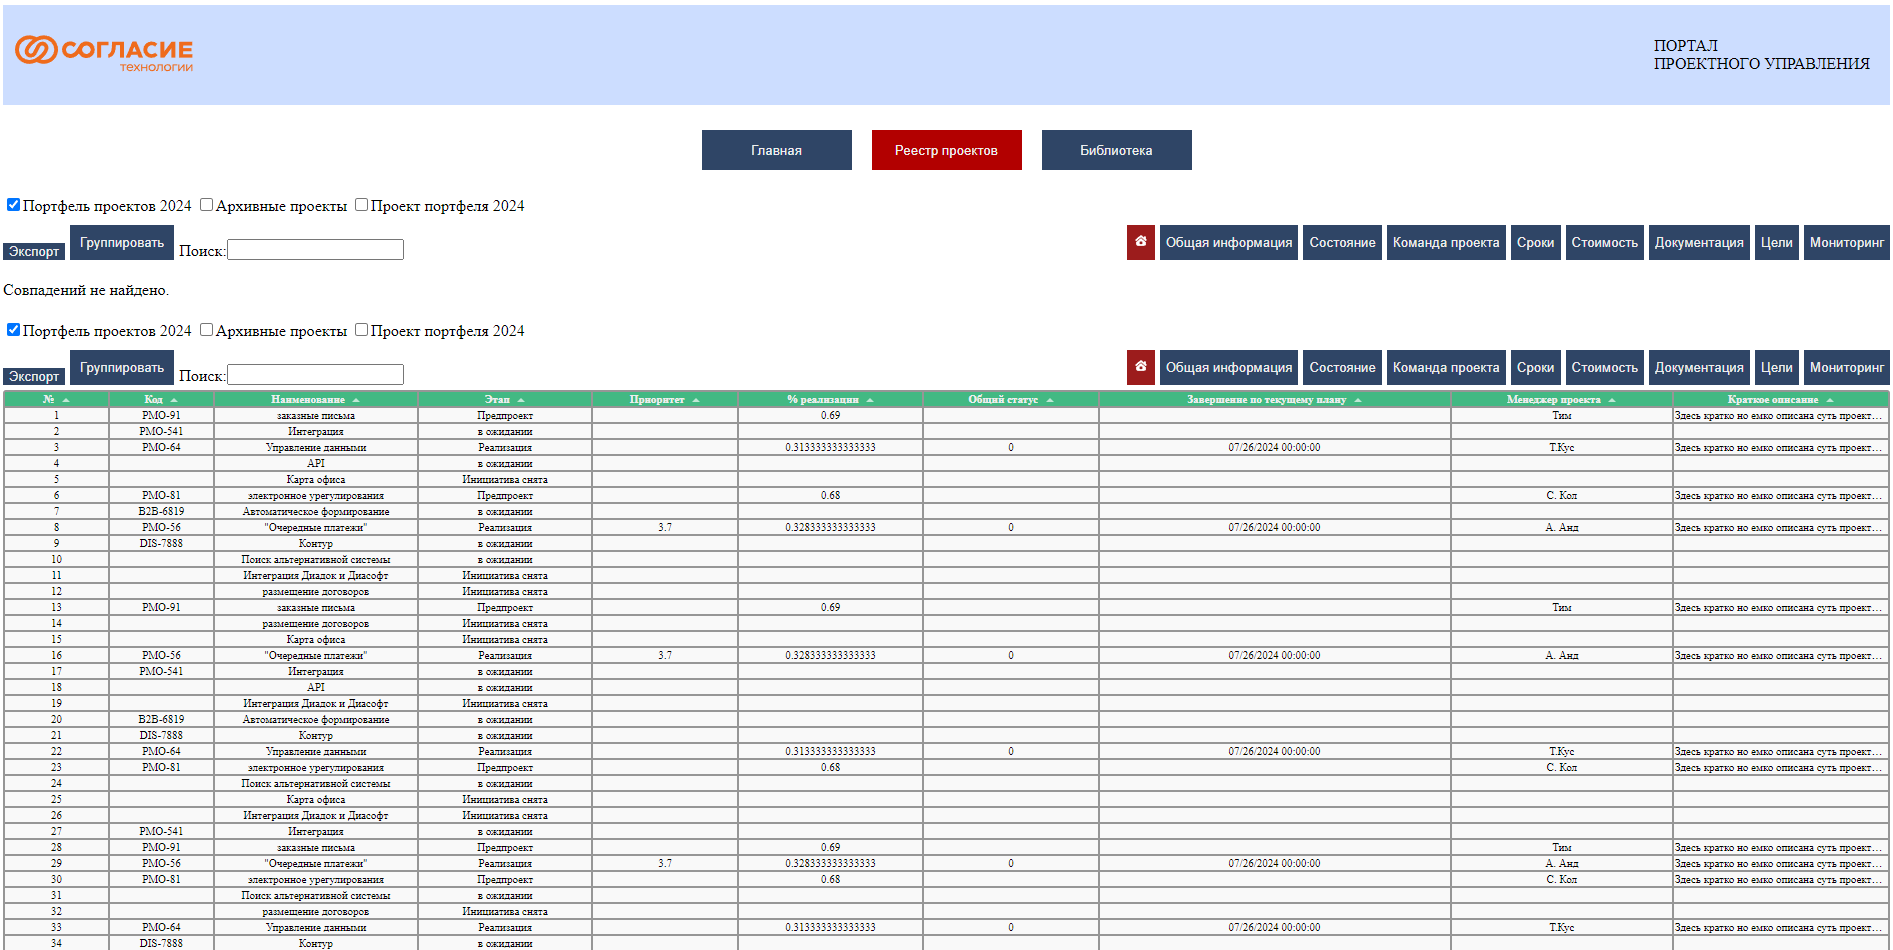 СОГЛАСИЕ
ТЕХНОЛОГИИ
ПОРТАЛ
ПРОЕКТНОГО УПРАВЛЕНИЯ
Главная Реестр проектов Библиотека
Портфель проектов 2024 Архивные проекты Проект портфеля 2024
Экспорт Группировать Поиск: Общая информация Состояние Команда проекта Сроки Стоимость Документация Цели Мониторинг
Совпадений не найдено.
Портфель проектов 2024 Архивные проекты Проект портфеля 2024
Экспорт Группировать Поиск: Общая информация Состояние Команда проекта Сроки Стоимость Документация Цели Мониторинг
№ Код Наименование Этап Приоритет % реализации Общий статус Завершение по текущему плану Менеджер проекта Краткое описание
1 PMO-91 заказные письма Предпроект 0.69 Тим Здесь кратко но емко описана суть проект...
2 PMO-541 Интеграция в ожидании
3 PMO-64 Управление данными Реализация 0.313333333333333 0 07/26/2024 00:00:00 Т.Кус Здесь кратко но емко описана суть проект...
4 API в ожидании
5 Карта офиса Инициатива снята
6 PMO-81 электронное урегулирования Предпроект 0.68 С. Кол Здесь кратко но емко описана суть проект...
7 B2B-6819 Автоматическое формирование в ожидании
8 PMO-56 "Очередные платежи" Реализация 3.7 0.328333333333333 0 07/26/2024 00:00:00 А. Анд Здесь кратко но емко описана суть проект...
9 DIS-7888 Контур в ожидании
10 Поиск альтернативной системы в ожидании
11 Интеграция Диадок и Диасофт Инициатива снята
12 размещение договоров Инициатива снята
13 PMO-91 заказные письма Предпроект 0.69 Тим Здесь кратко но емко описана суть проект...
14 размещение договоров Инициатива снята
15 Карта офиса Инициатива снята
16 PMO-56 "Очередные платежи" Реализация 3.7 0.328333333333333 0 07/26/2024 00:00:00 А. Анд Здесь кратко но емко описана суть проект...
17 PMO-541 Интеграция в ожидании
18 API в ожидании
19 Интеграция Диадок и Диасофт Инициатива снята
20 B2B-6819 Автоматическое формирование в ожидании
21 DIS-7888 Контур в ожидании
22 PMO-64 Управление данными Реализация 0.313333333333333 0 07/26/2024 00:00:00 Т.Кус Здесь кратко но емко описана суть проект...
23 PMO-81 электронное урегулирования Предпроект 0.68 С. Кол Здесь кратко но емко описана суть проект...
24 Поиск альтернативной системы в ожидании
25 Карта офиса Инициатива снята
26 Интеграция Диадок и Диасофт Инициатива снята
27 PMO-541 Интеграция в ожидании
28 PMO-91 заказные письма Предпроект 0.69 Тим Здесь кратко но емко описана суть проект...
29 PMO-56 "Очередные платежи" Реализация 3.7 0.328333333333333 0 07/26/2024 00:00:00 А. Анд Здесь кратко но емко описана суть проект...
30 PMO-81 электронное урегулирования Предпроект 0.68 С. Кол Здесь кратко но емко описана суть проект...
31 Поиск альтернативной системы в ожидании
32 размещение договоров Инициатива снята
33 PMO-64 Управление данными Реализация 0.313333333333333 0 07/26/2024 00:00:00 Т.Кус Здесь кратко но емко описана суть проект...
34 DIS-7888 Контур в ожидании